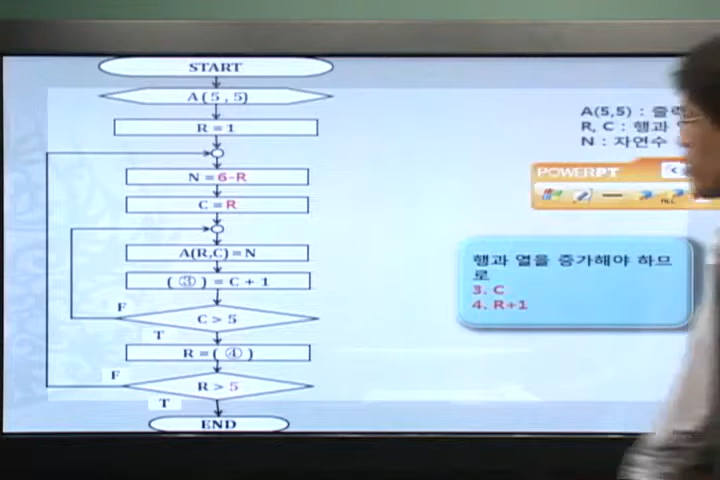 START
A(5,5)
R = 1
N = 6-R
C = R
A(R,C) = N
( ③ ) = C + 1
F
C > 5
T
R = ( ④ )
F
R > 5
T
END
A(5,5) :
R, C : 행과
N : 자연수
POWERPT
행과 열을 증가해야 하므
로
3. C
4. R+1